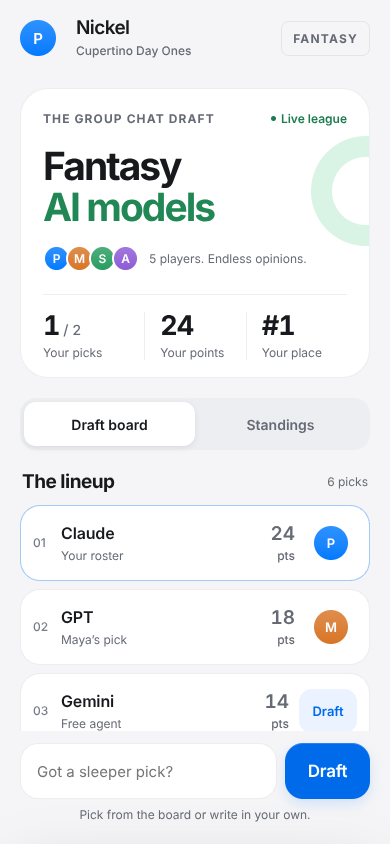 P
Nickel
Cupertino Day Ones
FANTASY
THE GROUP CHAT DRAFT
Live league
Fantasy
AI models
P M S A 5 players. Endless opinions.
1 / 2
Your picks
24
Your points
#1
Your place
Draft board
Standings
The lineup
6 picks
01
Claude
Your roster
24
pts
P
02
GPT
Maya's pick
18
pts
M
03
Gemini
Free agent
14
pts
Draft
Got a sleeper pick?
Draft
Pick from the board or write in your own.